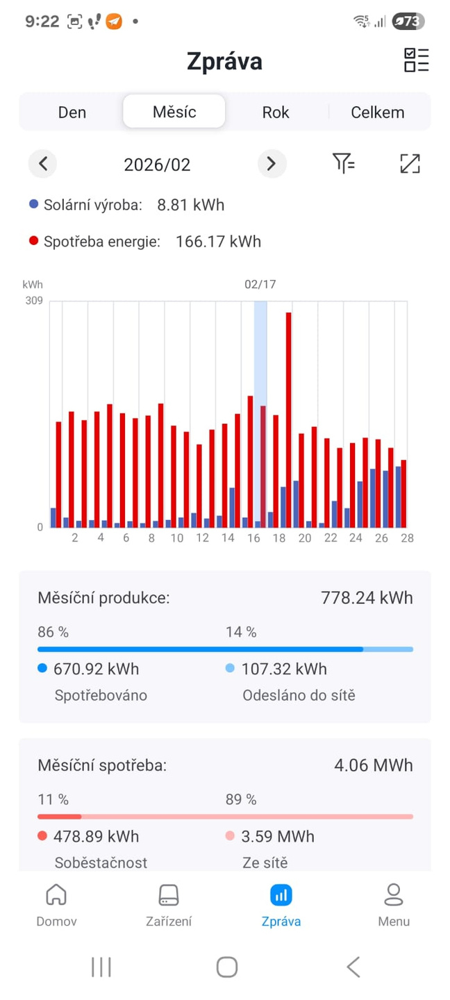 9:22
5
73
Zpráva
Den Měsíc Rok Celkem
2026/02
Solární výroba: 8.81 kWh
Spotřeba energie: 166.17 kWh
kWh 02/17
309
0
2 4 6 8 10 12 14 16 18 20 22 24 26 28
Měsíční produkce: 778.24 kWh
86 % 14 %
670.92 kWh 107.32 kWh
Spotřebováno Odesláno do sítě
Měsíční spotřeba: 4.06 MWh
11 % 89 %
478.89 kWh 3.59 MWh
Soběstačnost Ze sítě
Domov Zařízení Zpráva Menu